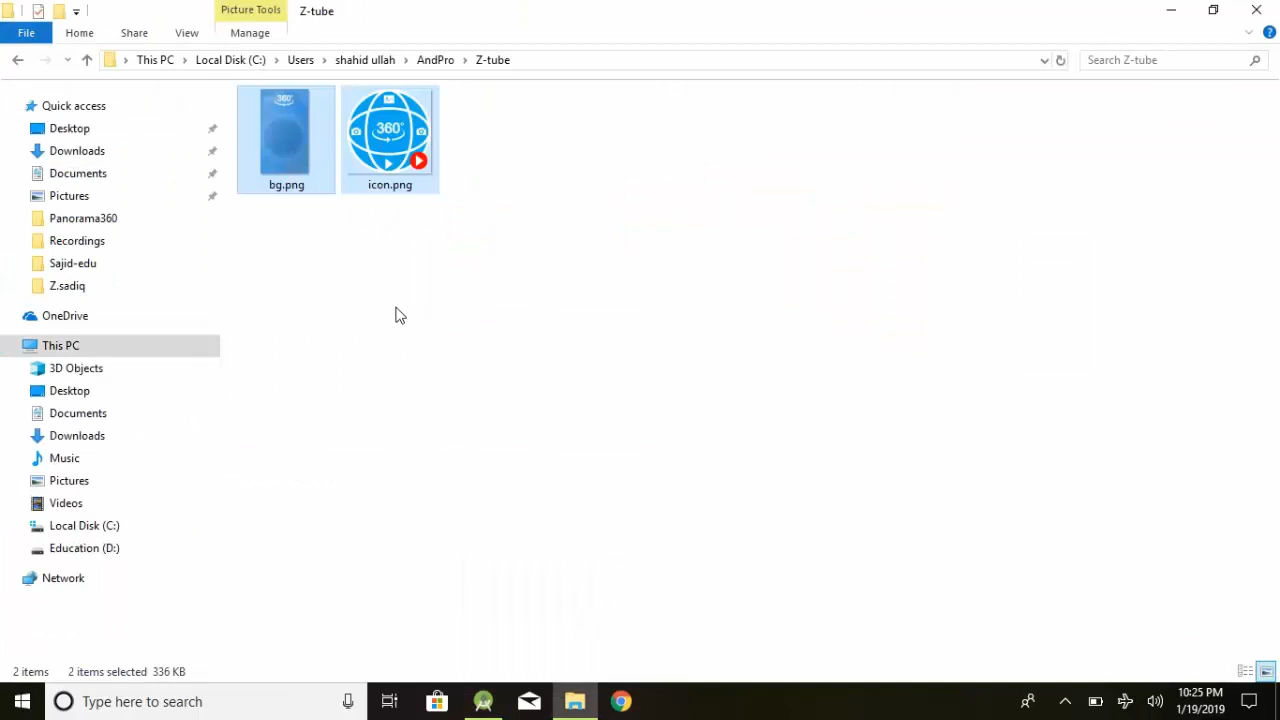 Picture Tools
Z-tube
File
Home
Share
View
Manage
This PC
Local Disk (C:)
Users
shahid ullah
AndPro
Z-tube
Search Z-tube
Quick access
Desktop
Downloads
Documents
Pictures
Panorama360
Recordings
Sajid-edu
Z.sadiq
OneDrive
This PC
3D Objects
Desktop
Documents
Downloads
Music
Pictures
Videos
Local Disk (C:)
Education (D:)
Network
360°
360°
bg.png
icon.png
2 items
2 items selected 336 KB
Type here to search
10:25 PM
1/19/2019